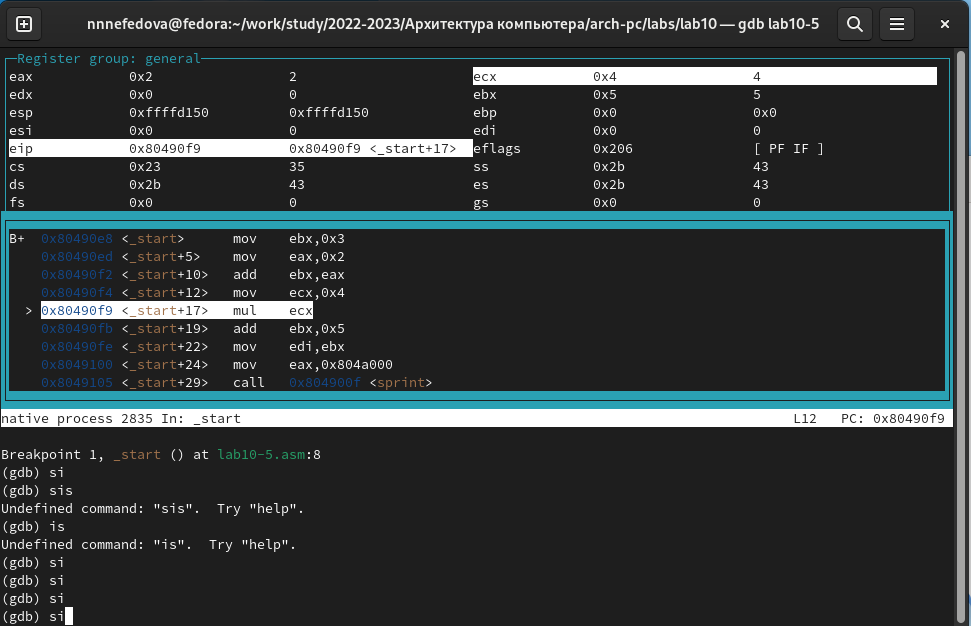 nnnefedova@fedora:~/work/study/2022-2023/Архитектура компьютера/arch-pc/labs/lab10 — gdb lab10-5
Register group: general
eax 0x2 2 ecx 0x4 4
edx 0x0 0 ebx 0x5 5
esp 0xffffd150 0xffffd150 ebp 0x0 0x0
esi 0x0 0 edi 0x0 0
eip 0x80490f9 0x80490f9 <_start+17> eflags 0x206 [ PF IF ]
cs 0x23 35 ss 0x2b 43
ds 0x2b 43 es 0x2b 43
fs 0x0 0 gs 0x0 0
B+ 0x80490e8 <_start> mov ebx,0x3
0x80490ed <_start+5> mov eax,0x2
0x80490f2 <_start+10> add ebx,eax
0x80490f4 <_start+12> mov ecx,0x4
> 0x80490f9 <_start+17> mul ecx
0x80490fb <_start+19> add ebx,0x5
0x80490fe <_start+22> mov edi,ebx
0x8049100 <_start+24> mov eax,0x804a000
0x8049105 <_start+29> call 0x804900f <sprint>
native process 2835 In: _start L12 PC: 0x80490f9
Breakpoint 1, _start () at lab10-5.asm:8
(gdb) si
(gdb) sis
Undefined command: "sis". Try "help".
(gdb) is
Undefined command: "is". Try "help".
(gdb) si
(gdb) si
(gdb) si
(gdb) si